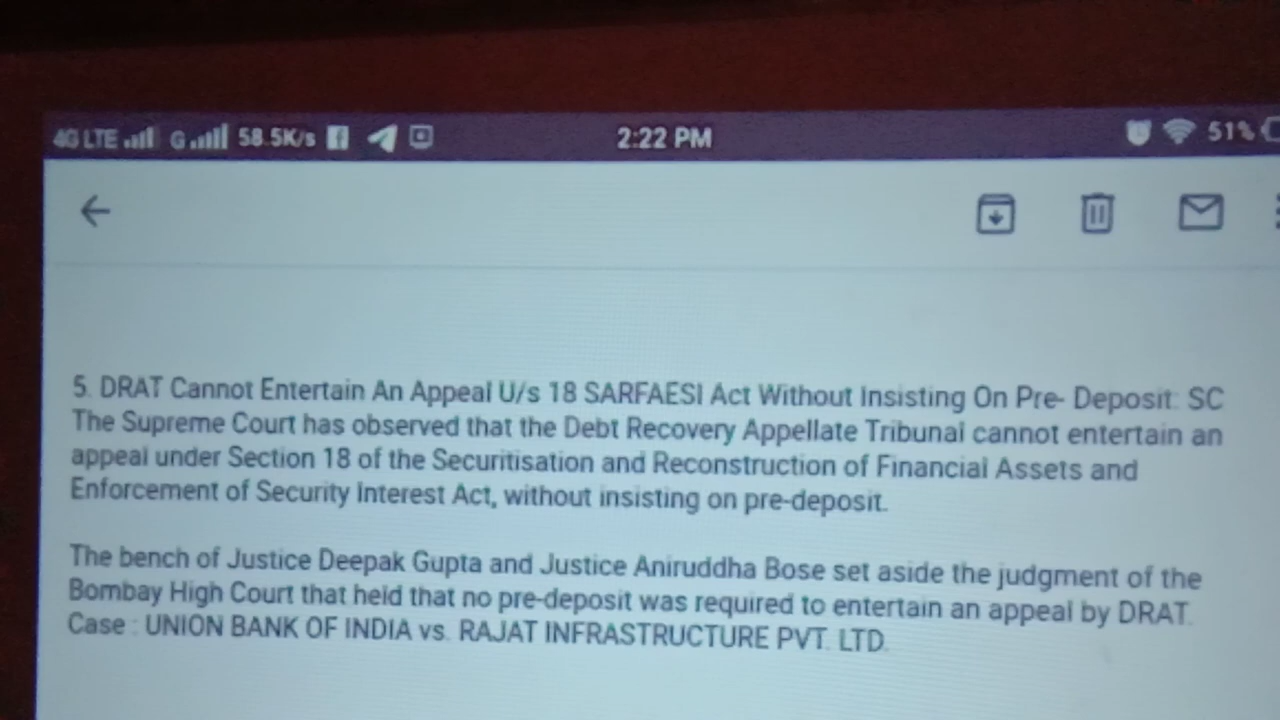 4G LTE G 58.5K/s 2:22 PM 51%
5. DRAT Cannot Entertain An Appeal U/s 18 SARFAESI Act Without Insisting On Pre- Deposit: SC
The Supreme Court has observed that the Debt Recovery Appellate Tribunal cannot entertain an
appeal under Section 18 of the Securitisation and Reconstruction of Financial Assets and
Enforcement of Security Interest Act, without insisting on pre-deposit.
The bench of Justice Deepak Gupta and Justice Aniruddha Bose set aside the judgment of the
Bombay High Court that held that no pre-deposit was required to entertain an appeal by DRAT.
Case : UNION BANK OF INDIA vs. RAJAT INFRASTRUCTURE PVT. LTD.